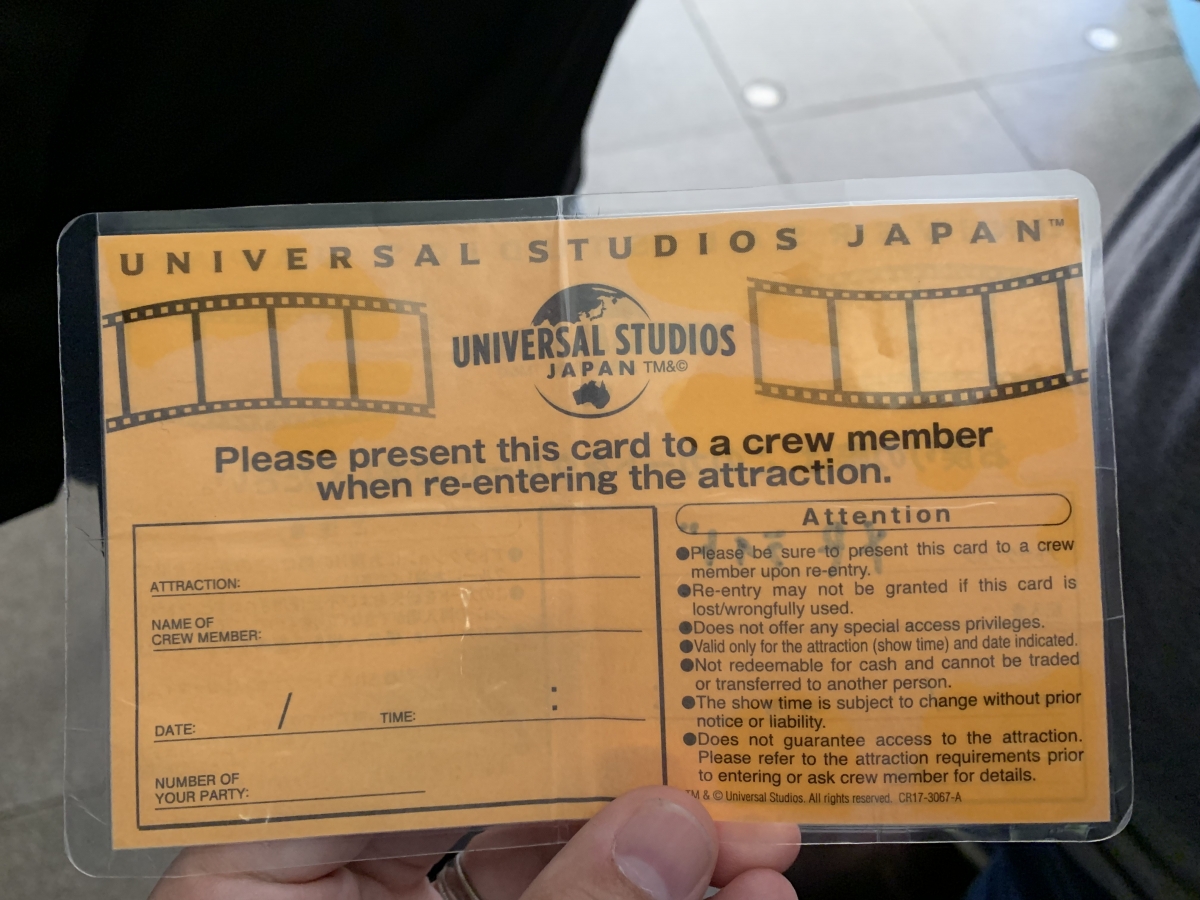 UNIVERSAL STUDIOS JAPAN™
UNIVERSAL STUDIOS
JAPAN TM&©
Please present this card to a crew member
when re-entering the attraction.
ATTRACTION:
NAME OF
CREW MEMBER:
DATE: / TIME: :
NUMBER OF
YOUR PARTY:
Attention
●Please be sure to present this card to a crew
member upon re-entry.
●Re-entry may not be granted if this card is
lost/wrongfully used.
●Does not offer any special access privileges.
●Valid only for the attraction (show time) and date indicated.
●Not redeemable for cash and cannot be traded
or transferred to another person.
●The show time is subject to change without prior
notice or liability.
●Does not guarantee access to the attraction.
Please refer to the attraction requirements prior
to entering or ask crew member for details.
TM & © Universal Studios. All rights reserved. CR17-3067-A